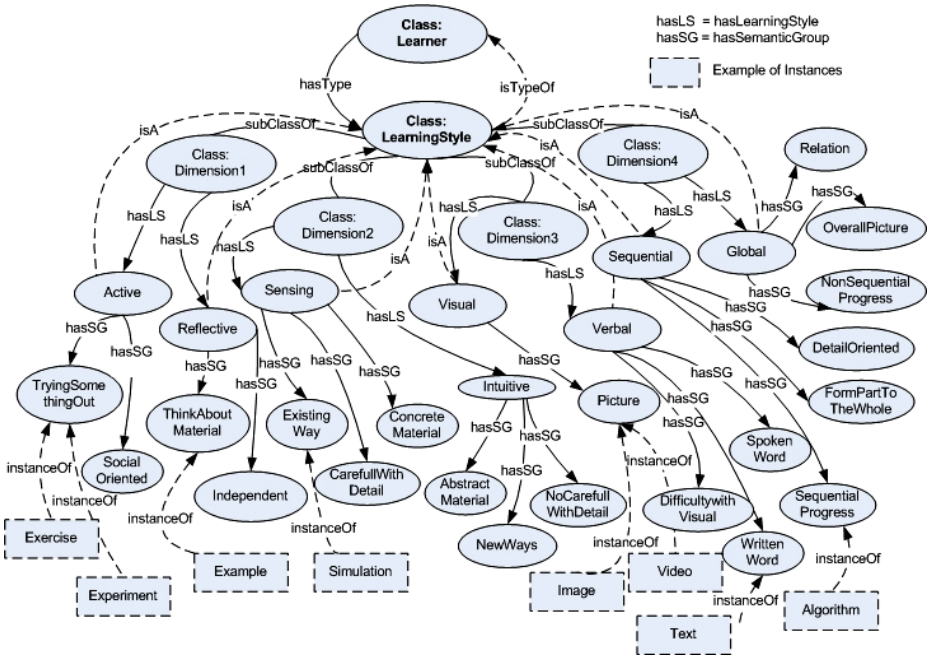 Class:
Learner
hasLS = hasLearningStyle
hasSG = hasSemanticGroup
Example of Instances
hasType
isTypeOf
Class:
LearningStyle
isA
subClassOf
subClassOf
isA
Class:
Dimension1
subClassOf
subClassOf
isA
Class:
Dimension4
Relation
isA
isA
hasLS
hasLS
hasLS
hasLS
hasSG
hasSG
Class:
Dimension2
hasLS
Class:
Dimension3
OverallPicture
hasLS
isA
isA
hasLS
Sequential
Global
Active
Sensing
Visual
hasSG
NonSequential
Progress
hasLS
Reflective
Verbal
hasSG
hasSG
hasSG
hasSG
DetailOriented
hasSG
hasSG
hasSG
hasSG
hasSG
hasSG
hasSG
Intuitive
TryingSome
thingOut
ThinkAbout
Material
Existing
Way
Concrete
Material
Picture
FormPartTo
TheWhole
hasSG
hasSG
hasSG
hasSG
hasSG
Spoken
Word
instanceOf
Social
Oriented
Independent
CarefullWith
Detail
Abstract
Material
NoCarefull
WithDetail
instanceOf
Difficultywith
Visual
Sequential
Progress
instanceOf
instanceOf
instanceOf
instanceOf
NewWays
Written
Word
instanceOf
Exercise
Experiment
Example
Simulation
Image
Video
instanceOf
Algorithm
Text